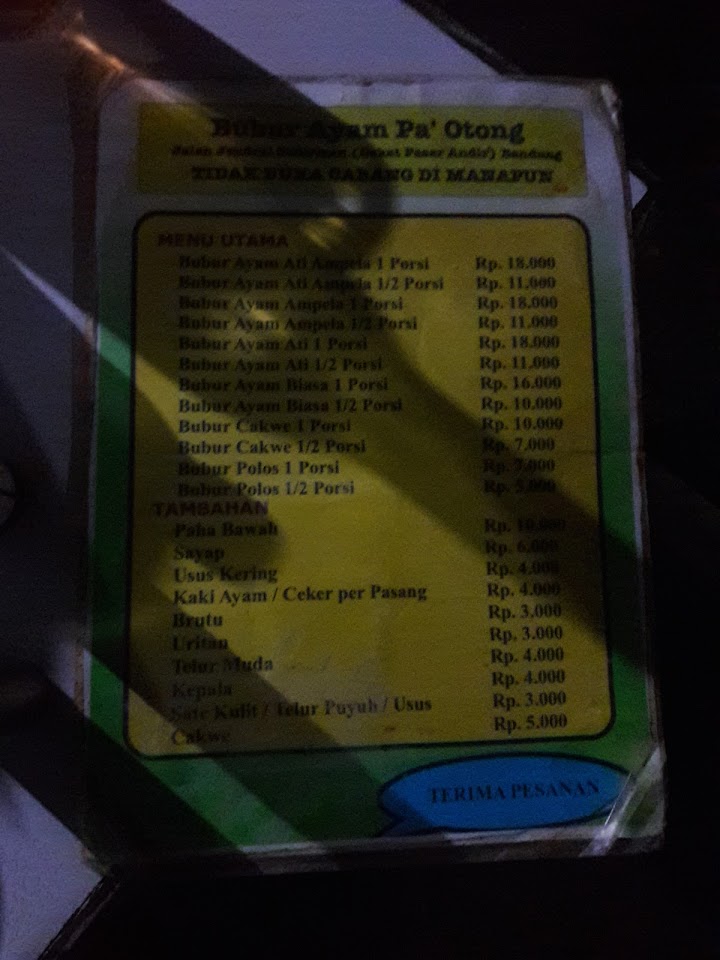 Bubur Ayam Pa' Otong
Jalan Jendral Sudirman (Dekat Pasar Andir) Bandung
TIDAK BUKA CABANG DI MANAPUN
MENU UTAMA
Bubur Ayam Ati Ampela 1 Porsi Rp. 18.000
Bubur Ayam Ati Ampela 1/2 Porsi Rp. 11.000
Bubur Ayam Ampela 1 Porsi Rp. 18.000
Bubur Ayam Ampela 1/2 Porsi Rp. 11.000
Bubur Ayam Ati 1 Porsi Rp. 18.000
Bubur Ayam Ati 1/2 Porsi Rp. 11.000
Bubur Ayam Biasa 1 Porsi Rp. 16.000
Bubur Ayam Biasa 1/2 Porsi Rp. 10.000
Bubur Cakwe 1 Porsi Rp. 10.000
Bubur Cakwe 1/2 Porsi Rp. 7.000
Bubur Polos 1 Porsi Rp. 7.000
Bubur Polos 1/2 Porsi Rp. 5.000
TAMBAHAN
Paha Bawah Rp. 10.000
Sayap Rp. 6.000
Usus Kering Rp. 4.000
Kaki Ayam / Ceker per Pasang Rp. 4.000
Brutu Rp. 3.000
Uritan Rp. 3.000
Telur Muda Rp. 4.000
Kepala Rp. 4.000
Sate Kulit / Telur Puyuh / Usus Rp. 3.000
Cakwe Rp. 5.000
TERIMA PESANAN